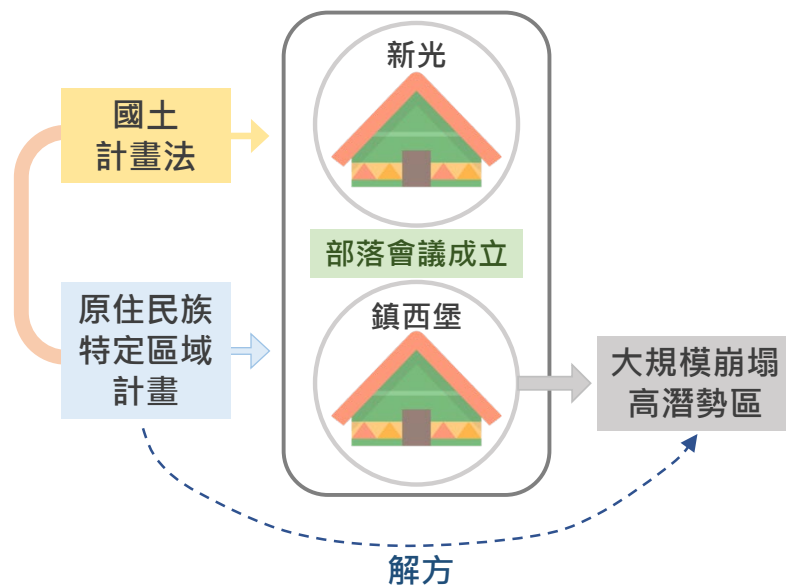 新光
國土
計畫法
部落會議成立
原住民族
特定區域
計畫
鎮西堡
大規模崩塌
高潛勢區
解方